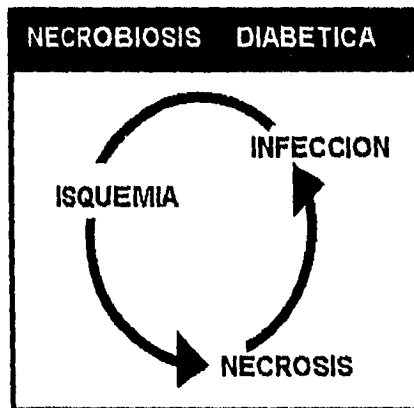 NECROBIOSIS DIABETICA
INFECCION
ISQUEMIA
NECROSIS